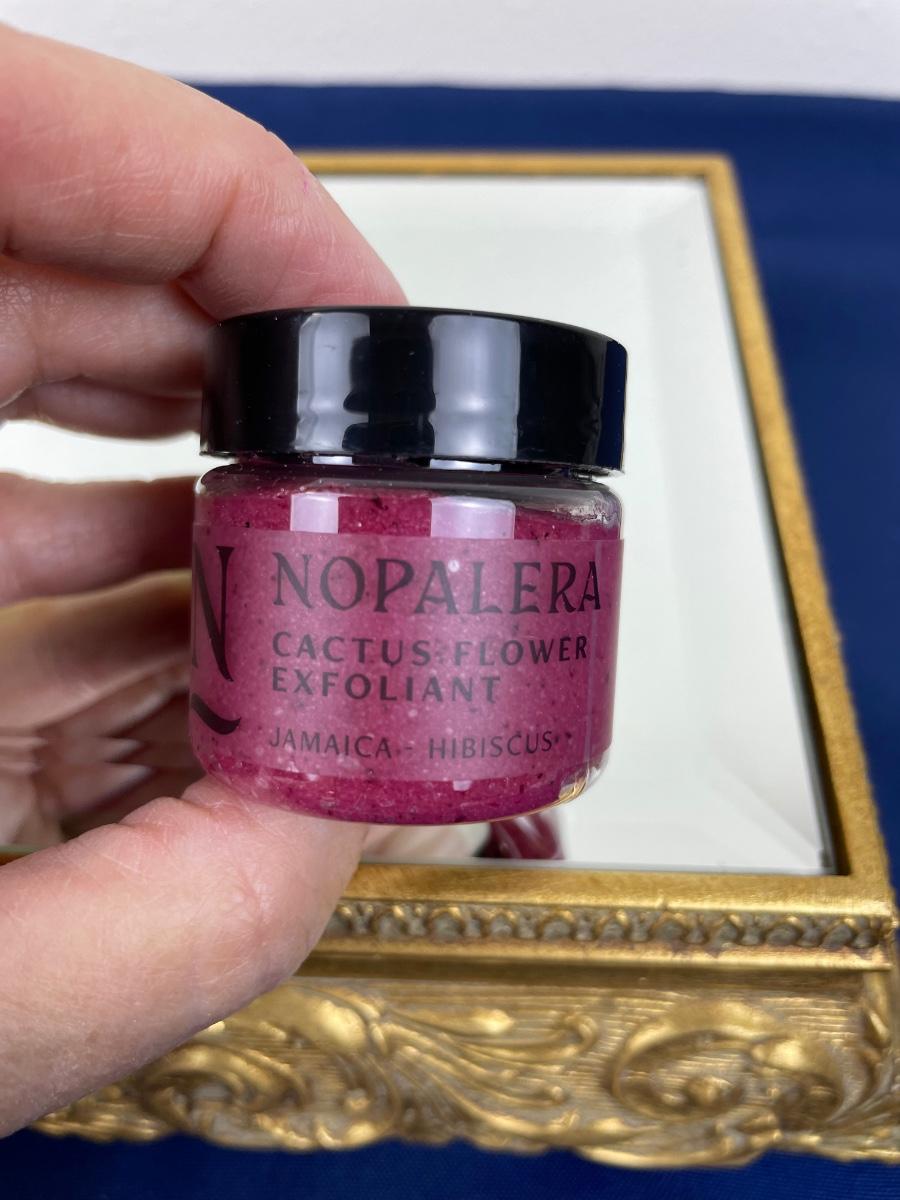 N
NOPALERA
CACTUS FLOWER
EXFOLIANT
JAMAICA - HIBISCUS